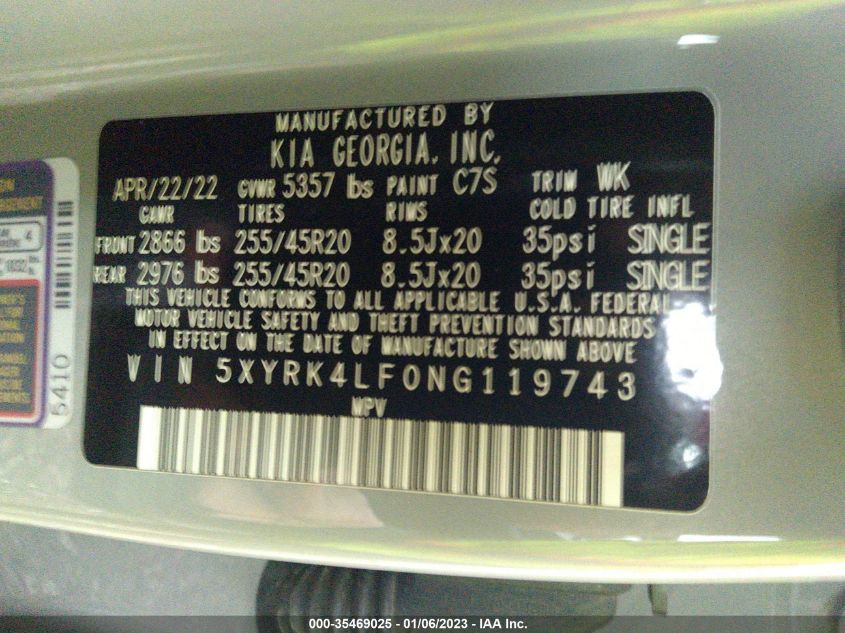 MANUFACTURED BY
KIA GEORGIA. INC.
APR/22/22 GVWR 5357 lbs PAINT C7S TRIM WK
GAWR TIRES RIMS COLD TIRE INFL
FRONT 2866 lbs 255/45R20 8.5Jx20 35psi SINGLE
REAR 2976 lbs 255/45R20 8.5Jx20 35psi SINGLE
THIS VEHICLE CONFORMS TO ALL APPLICABLE U.S.A. FEDERAL
MOTOR VEHICLE SAFETY AND THEFT PREVENTION STANDARDS
IN EFFECT ON THE DATE OF MANUFACTURE SHOWN ABOVE
VIN 5XYRK4LF0NG119743
MPV
4
5410
000-35469025 - 01/06/2023 - IAA Inc.